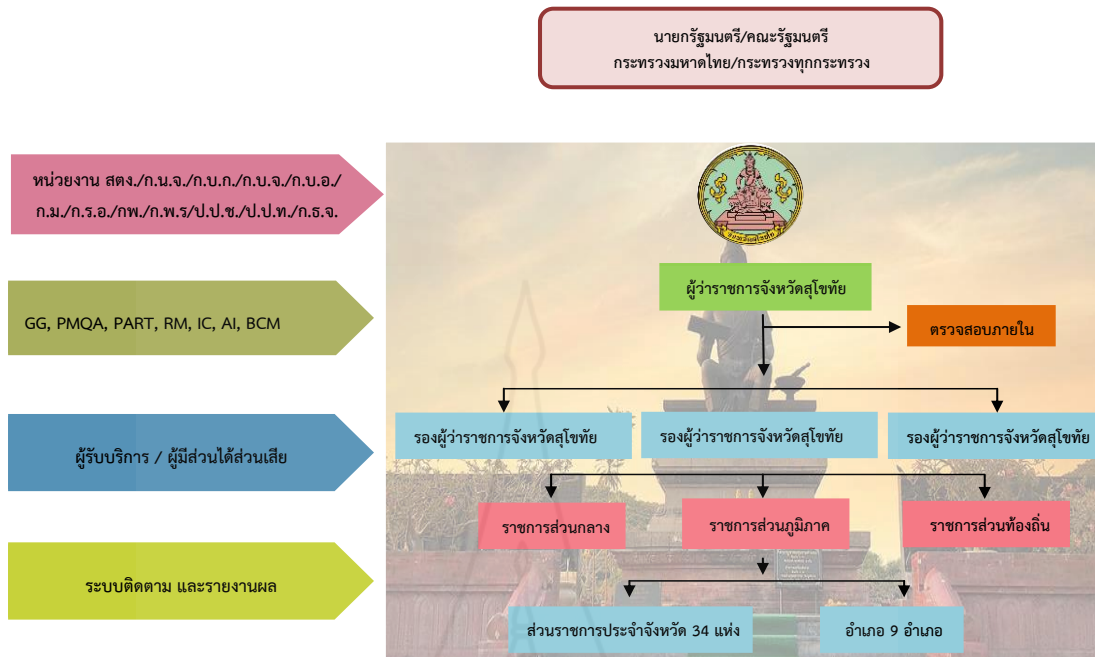 นายกรัฐมนตรี/คณะรัฐมนตรี
กระทรวงมหาดไทย/กระทรวงทุกกระทรวง
หน่วยงาน สตง./ก.น.จ./ก.บ.ก./ก.บ.จ./ก.บ.อ./
ก.ม./ก.ร.อ./กพ./ก.พ.ร/ป.ป.ช./ป.ป.ท./ก.ธ.จ.
ผู้ว่าราชการจังหวัดสุโขทัย
GG, PMQA, PART, RM, IC, AI, BCM
ตรวจสอบภายใน
ผู้รับบริการ / ผู้มีส่วนได้ส่วนเสีย
รองผู้ว่าราชการจังหวัดสุโขทัย
รองผู้ว่าราชการจังหวัดสุโขทัย
รองผู้ว่าราชการจังหวัดสุโขทัย
ราชการส่วนกลาง
ราชการส่วนภูมิภาค
ราชการส่วนท้องถิ่น
ระบบติดตาม และรายงานผล
ส่วนราชการประจำจังหวัด 34 แห่ง
อำเภอ 9 อำเภอ